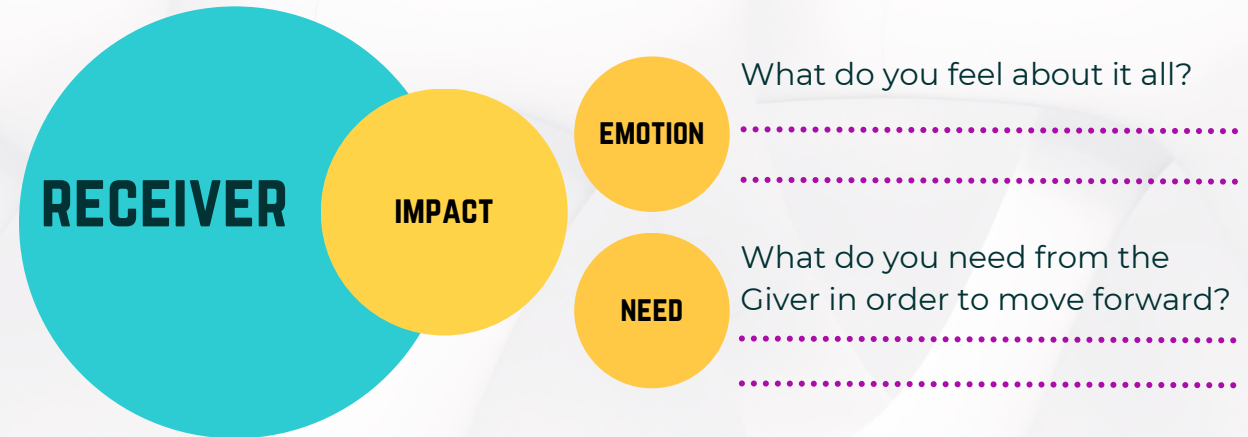 RECEIVER
IMPACT
EMOTION
What do you feel about it all?
NEED
What do you need from the
Giver in order to move forward?